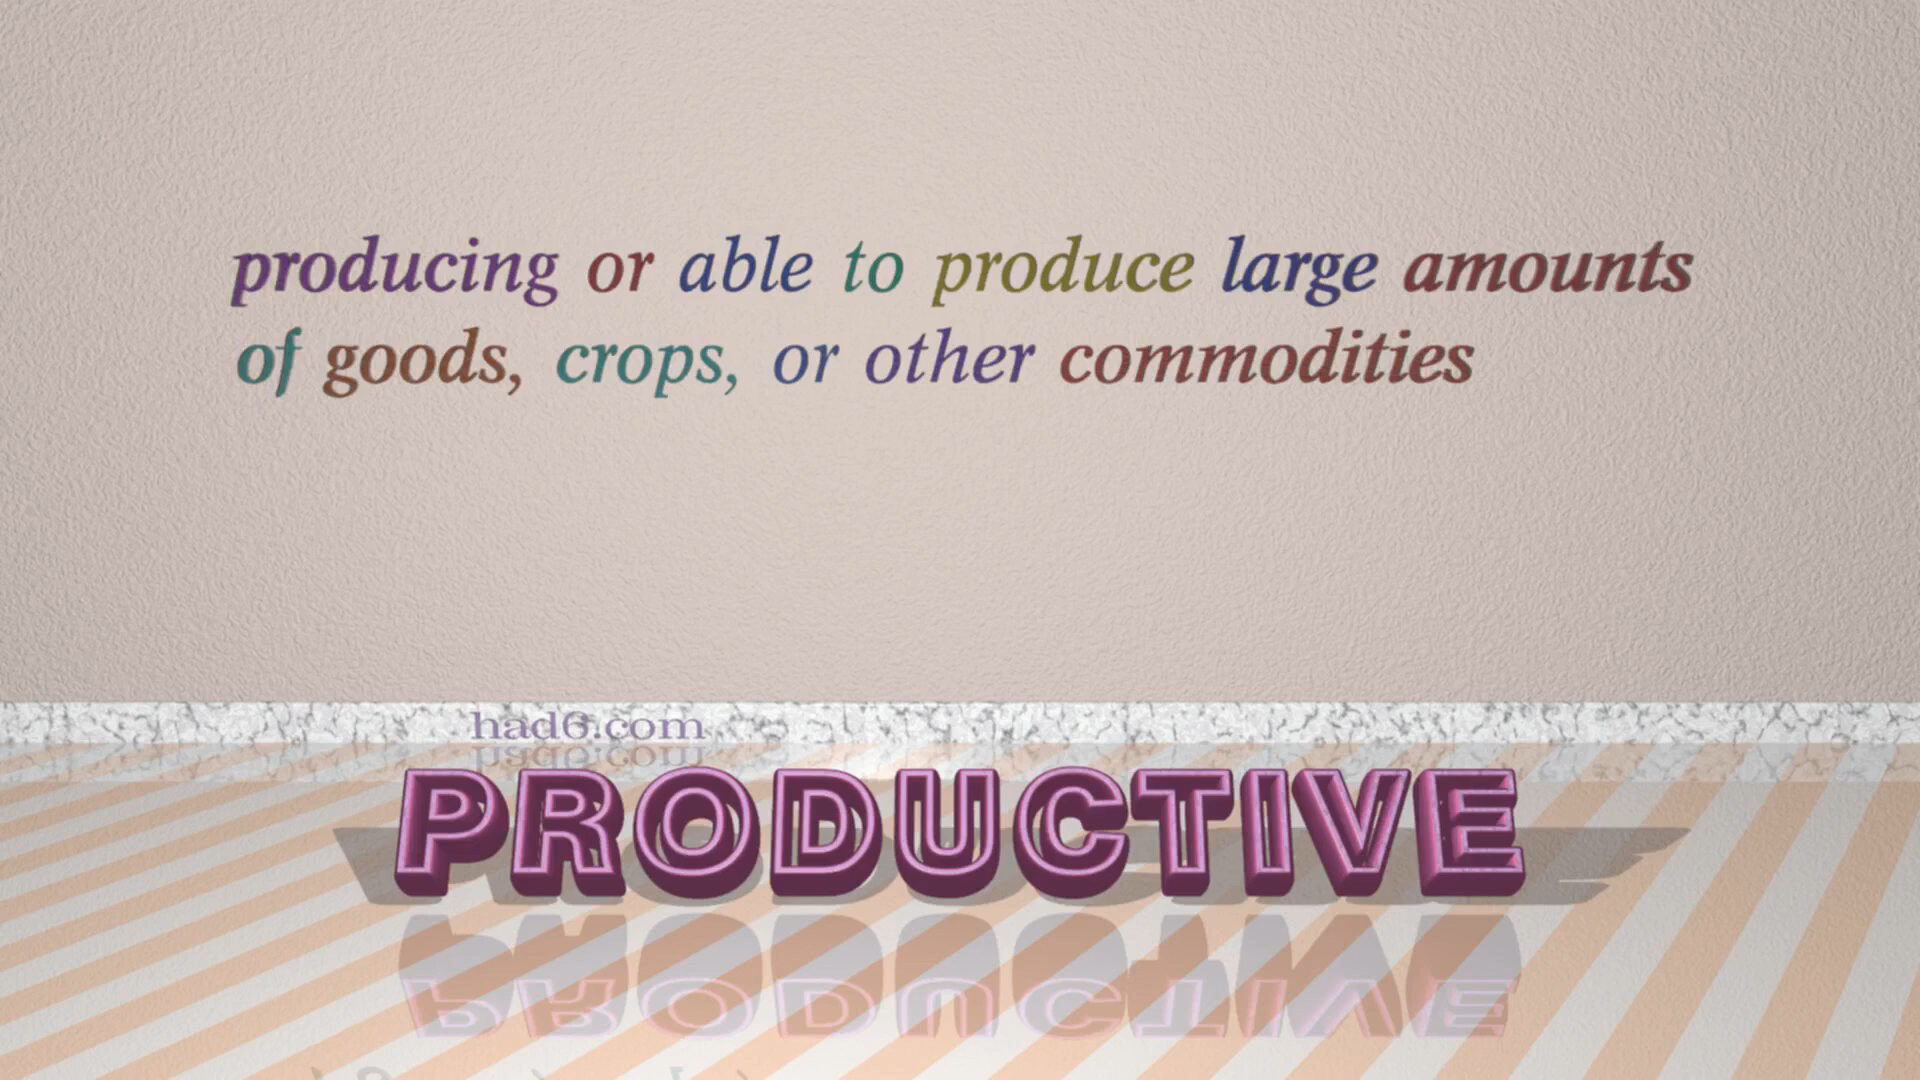 producing or able to produce large amounts
of goods, crops, or other commodities
had6.com
PRODUCTIVE